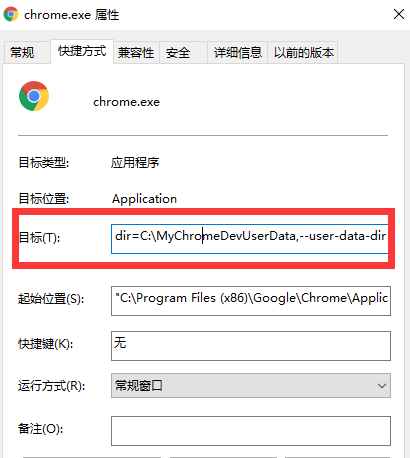 chrome.exe 属性
常规 快捷方式 兼容性 安全 详细信息 以前的版本
chrome.exe
目标类型: 应用程序
目标位置: Application
目标(T): dir=C:\MyChromeDevUserData,--user-data-dir
起始位置(S): "C:\Program Files (x86)\Google\Chrome\Applic
快捷键(K): 无
运行方式(R): 常规窗口
备注(O):